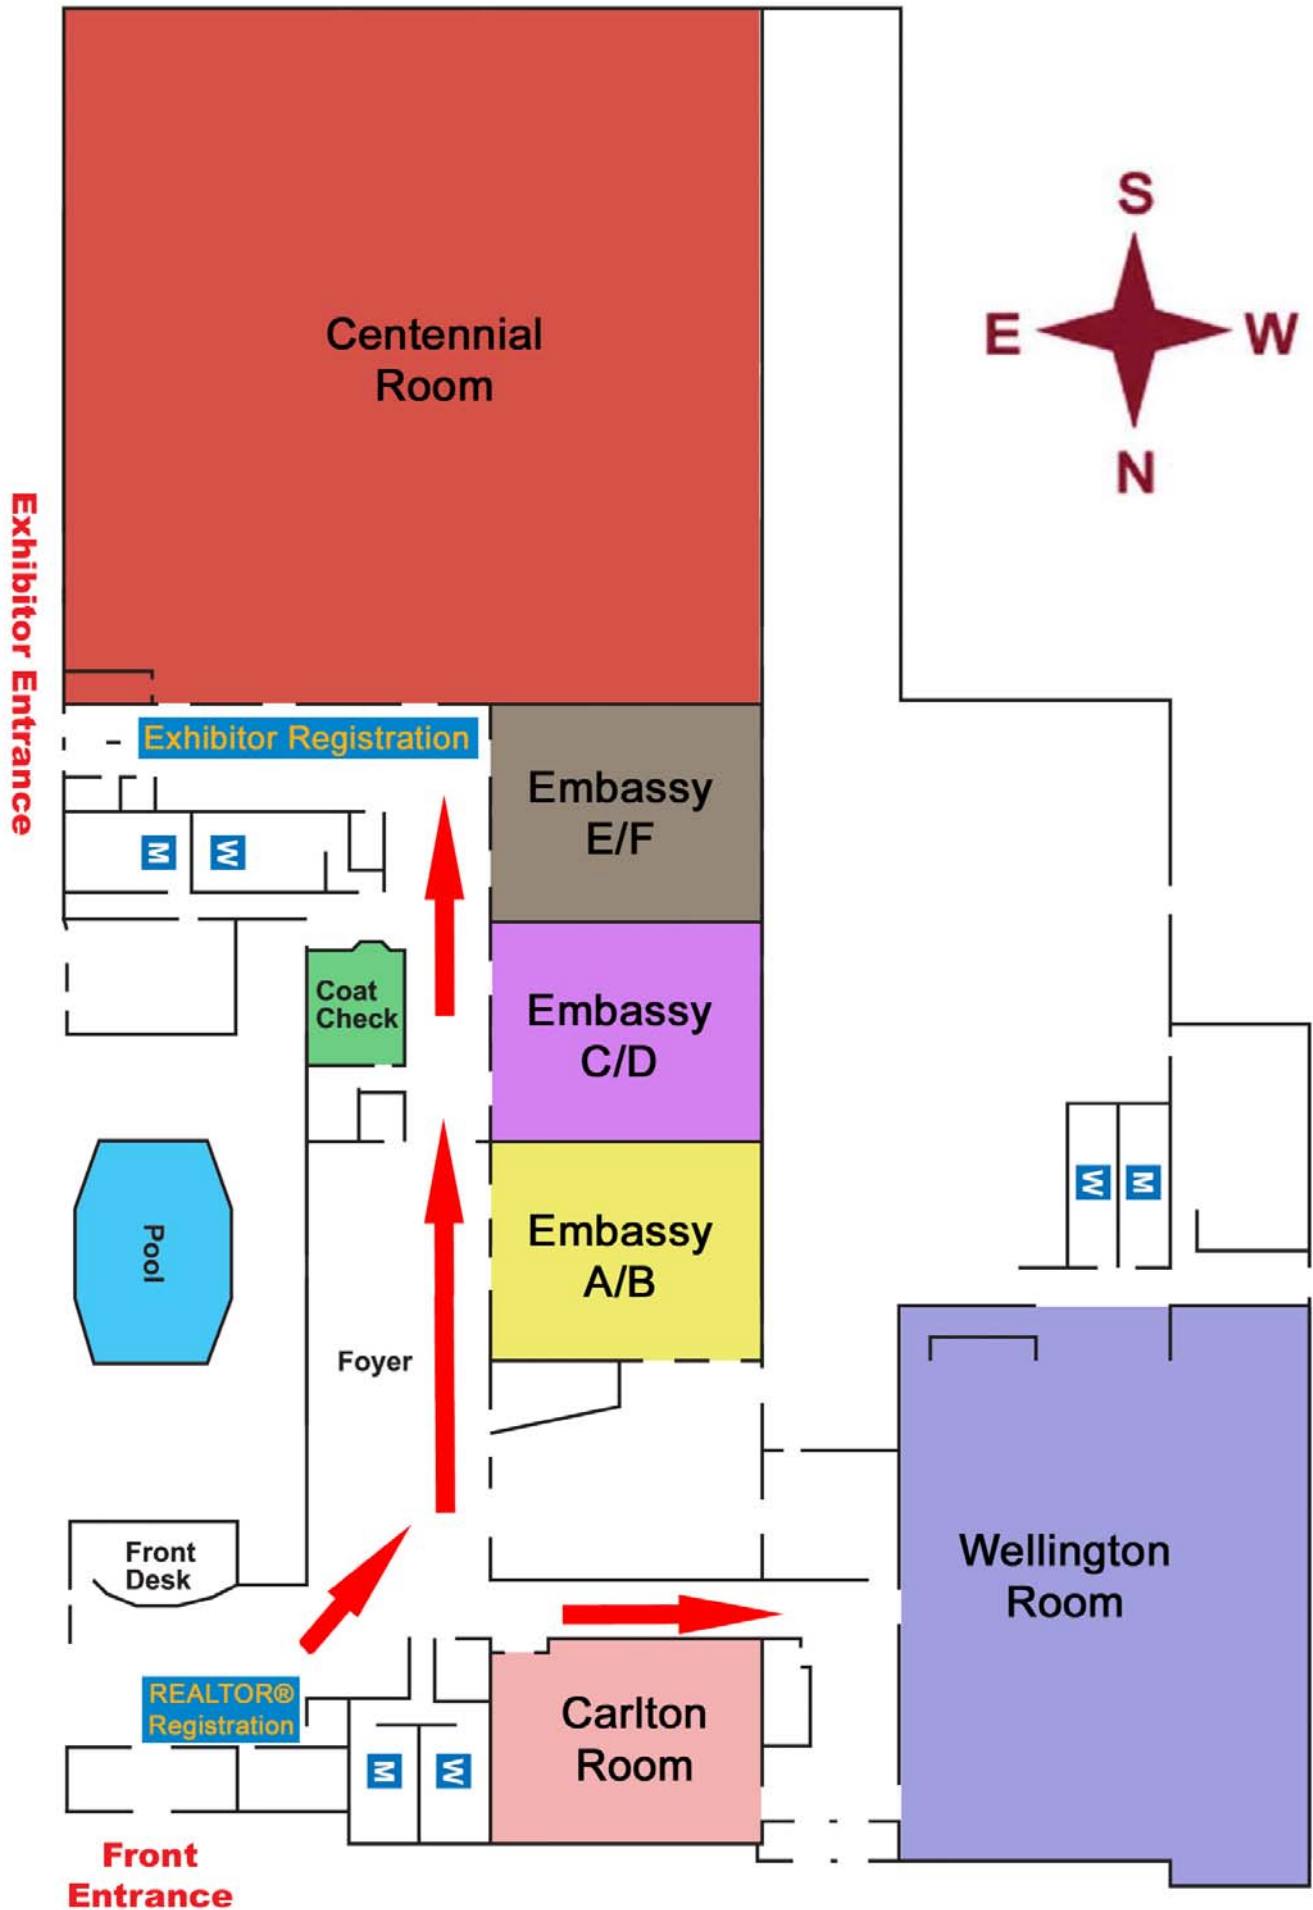 S
E
W
N
Centennial
Room
Exhibitor Entrance
Exhibitor Registration
Embassy
E/F
M
W
Coat
Check
Embassy
C/D
Pool
Embassy
A/B
W
M
Foyer
Front
Desk
Wellington
Room
REALTOR®
Registration
Carlton
Room
M
W
Front
Entrance